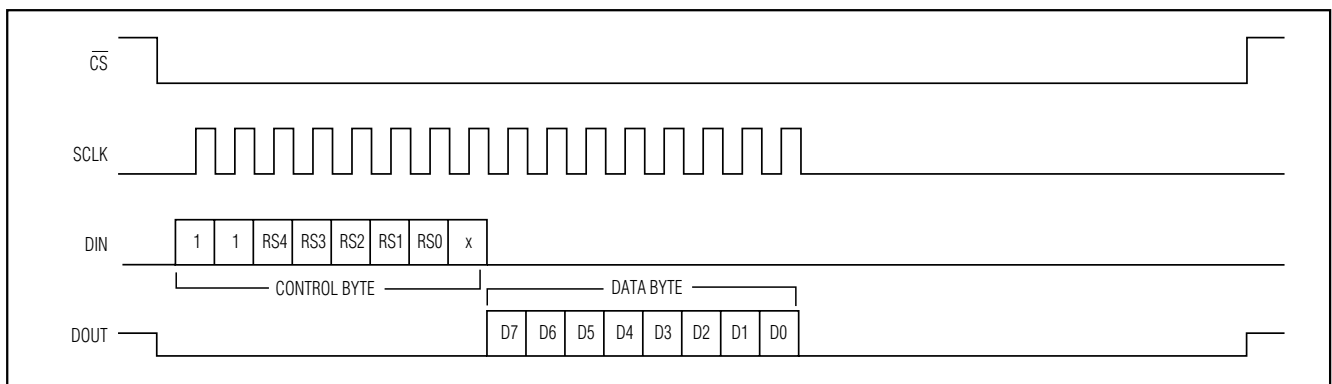 C̅S̅
SCLK
DIN 1 1 RS4 RS3 RS2 RS1 RS0 x
CONTROL BYTE DATA BYTE
DOUT D7 D6 D5 D4 D3 D2 D1 D0